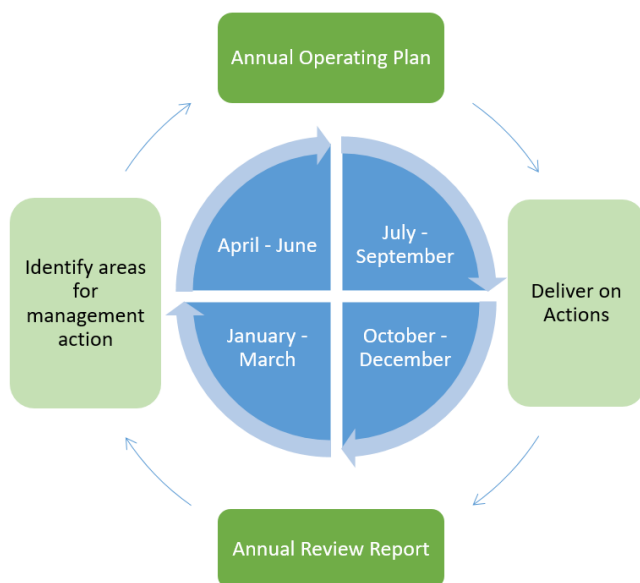 Annual Operating Plan
April - June
July -
September
Identify areas
for
management
action
Deliver on
Actions
January -
March
October -
December
Annual Review Report